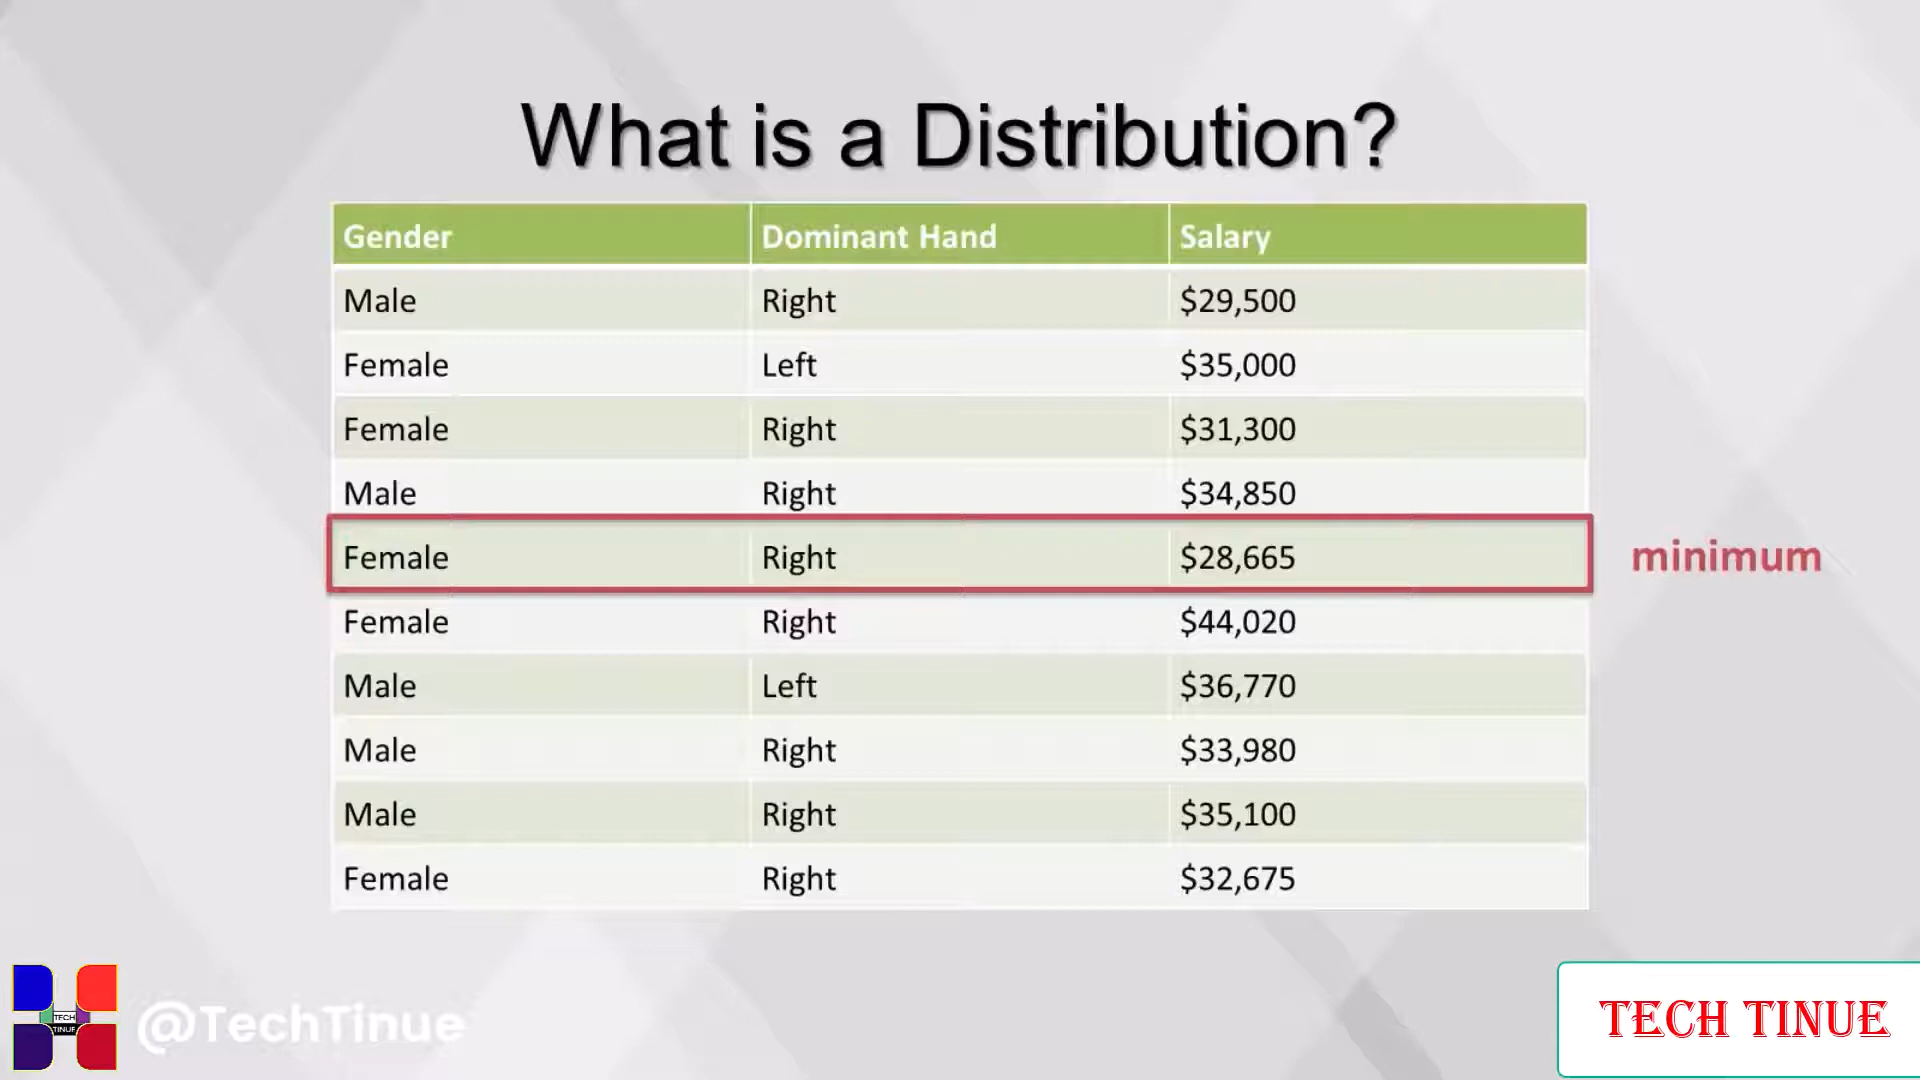 What is a Distribution?
Gender Dominant Hand Salary
Male Right $29,500
Female Left $35,000
Female Right $31,300
Male Right $34,850
Female Right $28,665 minimum
Female Right $44,020
Male Left $36,770
Male Right $33,980
Male Right $35,100
Female Right $32,675
TECH
TINUE
@TechTinue
TECH TINUE